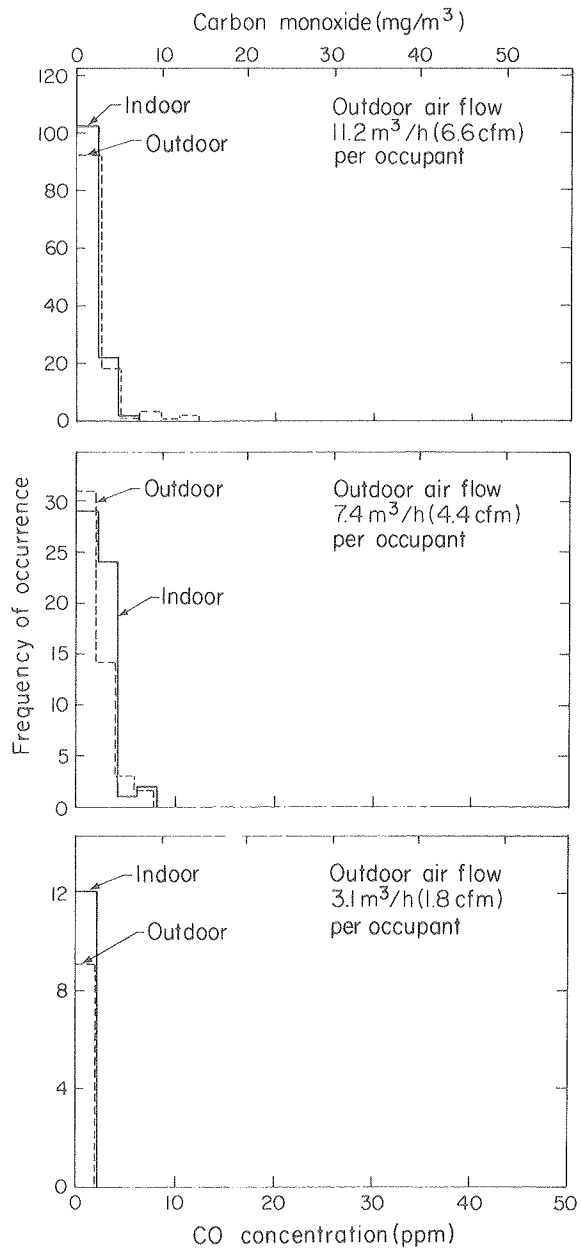 Carbon monoxide (mg/m³)
0 10 20 30 40 50
120
100
80
60
40
20
0
Indoor
Outdoor
Outdoor air flow
11.2 m³/h (6.6 cfm)
per occupant
Frequency of occurrence
30
25
20
15
10
5
0
Outdoor
Indoor
Outdoor air flow
7.4 m³/h (4.4 cfm)
per occupant
12
8
4
0
Indoor
Outdoor
Outdoor air flow
3.1 m³/h (1.8 cfm)
per occupant
0 10 20 30 40 50
CO concentration (ppm)